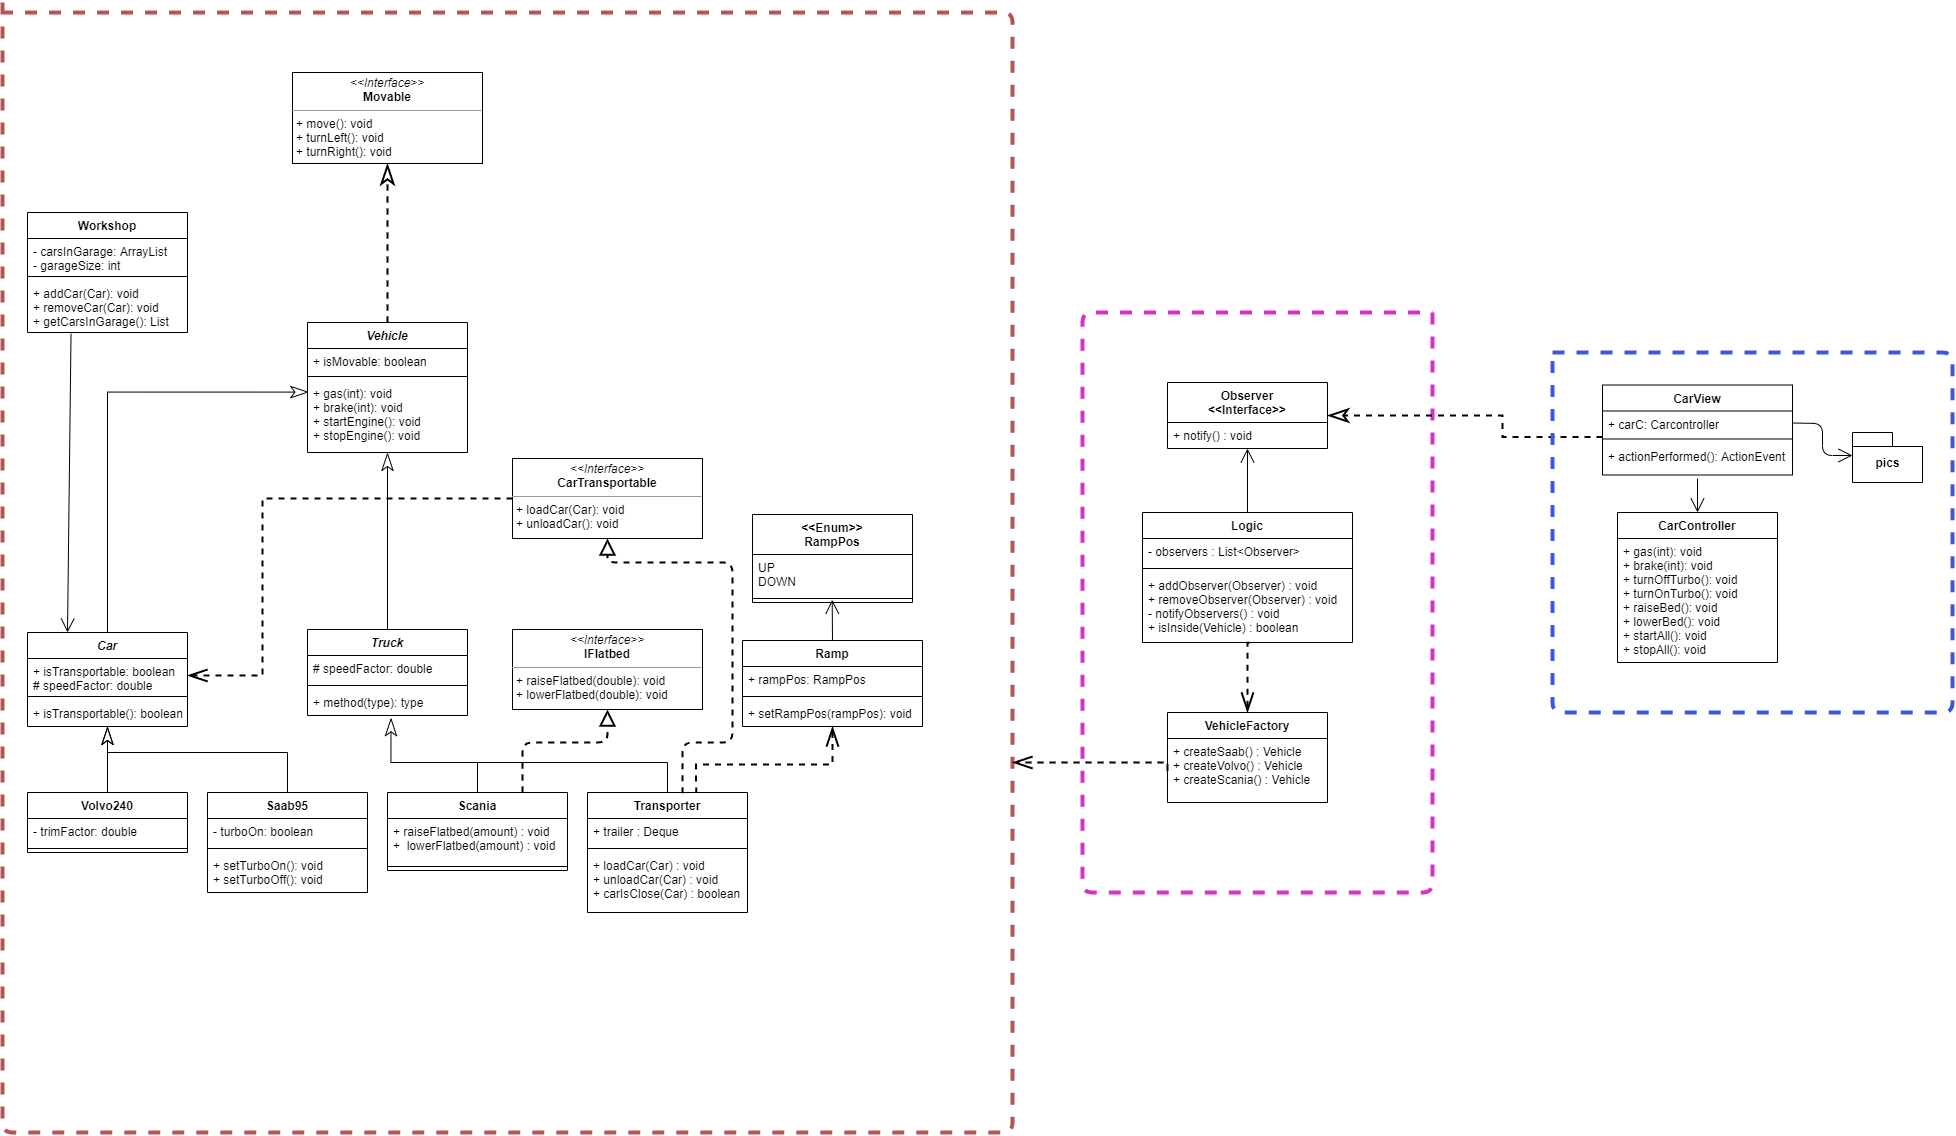 <<Interface>>
Movable
+ move(): void
+ turnLeft(): void
+ turnRight(): void
Workshop
- carsInGarage: ArrayList
- garageSize: int
+ addCar(Car): void
+ removeCar(Car): void
+ getCarsInGarage(): List
Vehicle
+ isMovable: boolean
+ gas(int): void
+ brake(int): void
+ startEngine(): void
+ stopEngine(): void
<<Interface>>
CarTransportable
+ loadCar(Car): void
+ unloadCar(): void
<<Enum>>
RampPos
UP
DOWN
Car
+ isTransportable: boolean
# speedFactor: double
+ isTransportable(): boolean
Truck
# speedFactor: double
+ method(type): type
<<Interface>>
IFlatbed
+ raiseFlatbed(double): void
+ lowerFlatbed(double): void
Ramp
+ rampPos: RampPos
+ setRampPos(rampPos): void
Volvo240
- trimFactor: double
Saab95
- turboOn: boolean
+ setTurboOn(): void
+ setTurboOff(): void
Scania
+ raiseFlatbed(amount) : void
+ lowerFlatbed(amount) : void
Transporter
+ trailer : Deque
+ loadCar(Car) : void
+ unloadCar(Car) : void
+ carIsClose(Car) : boolean
Observer
<<Interface>>
+ notify() : void
Logic
- observers : List<Observer>
+ addObserver(Observer) : void
+ removeObserver(Observer) : void
- notifyObservers() : void
+ isInside(Vehicle) : boolean
VehicleFactory
+ createSaab() : Vehicle
+ createVolvo() : Vehicle
+ createScania() : Vehicle
CarView
+ carC: Carcontroller
+ actionPerformed(): ActionEvent
pics
CarController
+ gas(int): void
+ brake(int): void
+ turnOffTurbo(): void
+ turnOnTurbo(): void
+ raiseBed(): void
+ lowerBed(): void
+ startAll(): void
+ stopAll(): void